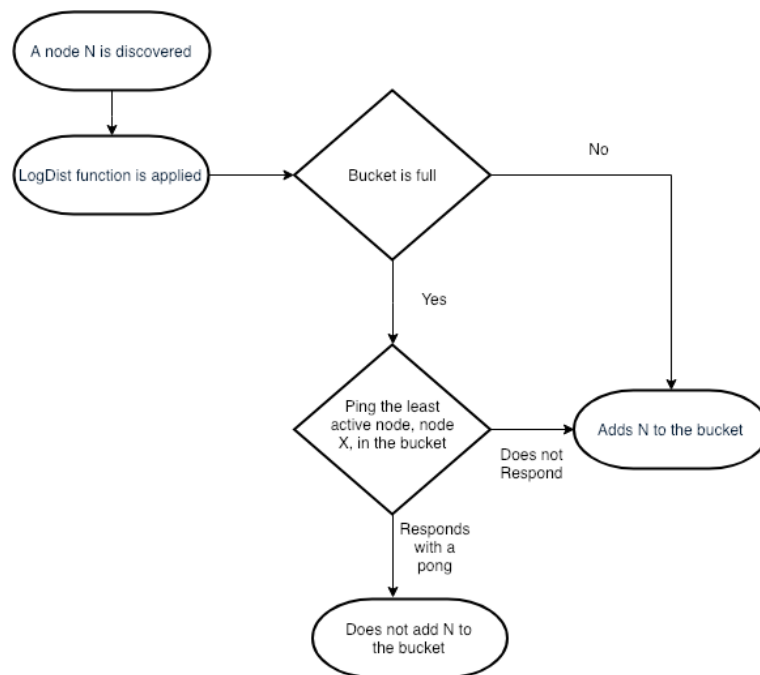 A node N is discovered
LogDist function is applied
Bucket is full
No
Yes
Ping the least
active node, node
X, in the bucket
Does not
Respond
Adds N to the bucket
Responds
with a
pong
Does not add N to
the bucket